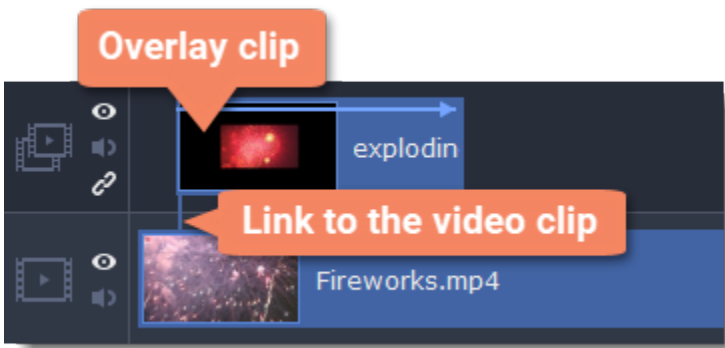 Overlay clip
explodin
Link to the video clip
Fireworks.mp4